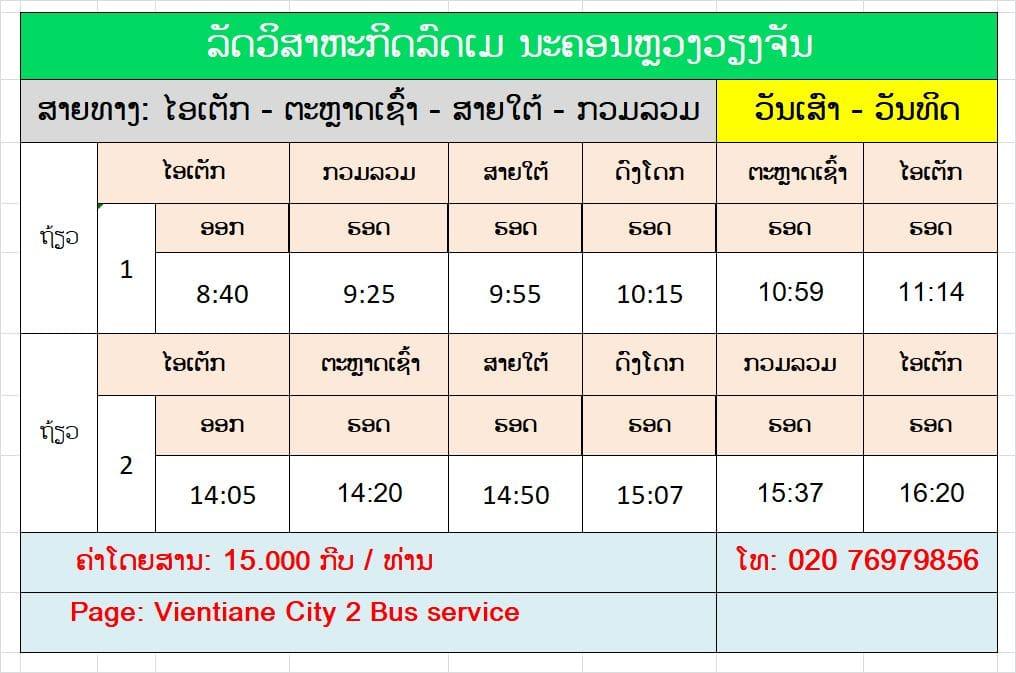 ລັດວິສາຫະກິດລົດເມ ນະຄອນຫຼວງວຽງຈັນ
ສາຍທາງ: ໄອເຕັກ - ຕະຫຼາດເຊົ້າ - ສາຍໃຕ້ - ກວມລວມ ວັນເສົາ - ວັນທິດ
ໄອເຕັກ ກວມລວມ ສາຍໃຕ້ ດົງໂດກ ຕະຫຼາດເຊົ້າ ໄອເຕັກ
ຖ້ຽວ 1 ອອກ ຮອດ ຮອດ ຮອດ ຮອດ ຮອດ
8:40 9:25 9:55 10:15 10:59 11:14
ໄອເຕັກ ຕະຫຼາດເຊົ້າ ສາຍໃຕ້ ດົງໂດກ ກວມລວມ ໄອເຕັກ
ຖ້ຽວ 2 ອອກ ຮອດ ຮອດ ຮອດ ຮອດ ຮອດ
14:05 14:20 14:50 15:07 15:37 16:20
ຄ່າໂດຍສານ: 15.000 ກີບ / ທ່ານ ໂທ: 020 76979856
Page: Vientiane City 2 Bus service